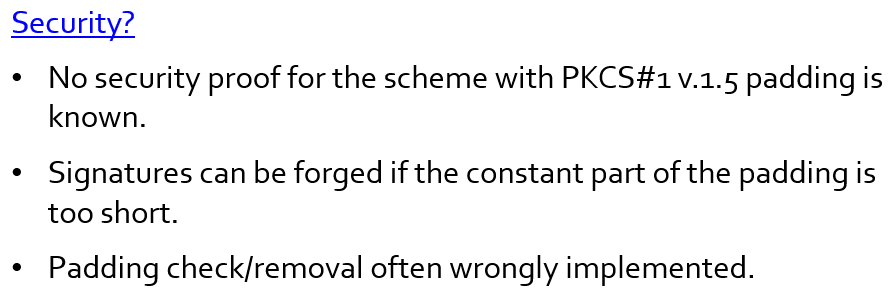 Security?
• No security proof for the scheme with PKCS#1 v.1.5 padding is
known.
• Signatures can be forged if the constant part of the padding is
too short.
• Padding check/removal often wrongly implemented.